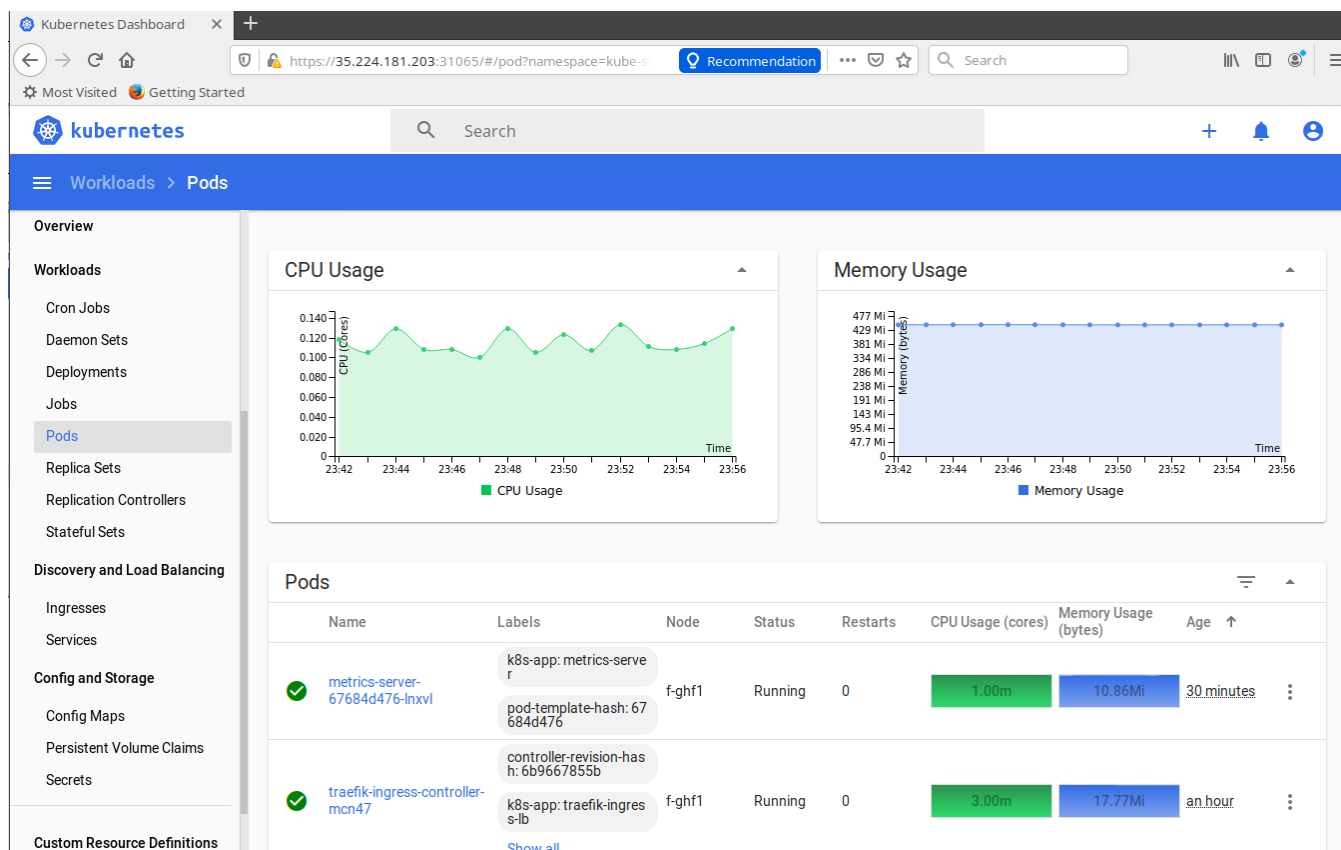 Kubernetes Dashboard
https://35.224.181.203:31065/#/pod?namespace=kube-s
Recommendation
Search
Most Visited
Getting Started
kubernetes
Search
Workloads > Pods
Overview
Workloads
Cron Jobs
Daemon Sets
Deployments
Jobs
Pods
Replica Sets
Replication Controllers
Stateful Sets
Discovery and Load Balancing
Ingresses
Services
Config and Storage
Config Maps
Persistent Volume Claims
Secrets
Custom Resource Definitions
CPU Usage
0.140
0.120
0.100
0.080
0.060
0.040
0.020
0
CPU (cores)
Time
23:42 23:44 23:46 23:48 23:50 23:52 23:54 23:56
CPU Usage
Memory Usage
477 Mi
429 Mi
381 Mi
334 Mi
286 Mi
238 Mi
191 Mi
143 Mi
95.4 Mi
47.7 Mi
0
Memory (bytes)
Time
23:42 23:44 23:46 23:48 23:50 23:52 23:54 23:56
Memory Usage
Pods
Name Labels Node Status Restarts CPU Usage (cores) Memory Usage
(bytes) Age
k8s-app: metrics-serve
r
metrics-server-
67684d476-lnxvl
pod-template-hash: 67
684d476
f-ghf1 Running 0 1.00m 10.86Mi 30 minutes
controller-revision-has
h: 6b9667855b
traefik-ingress-controller-
mcn47
k8s-app: traefik-ingres
s-lb
f-ghf1 Running 0 3.00m 17.77Mi an hour
Show all